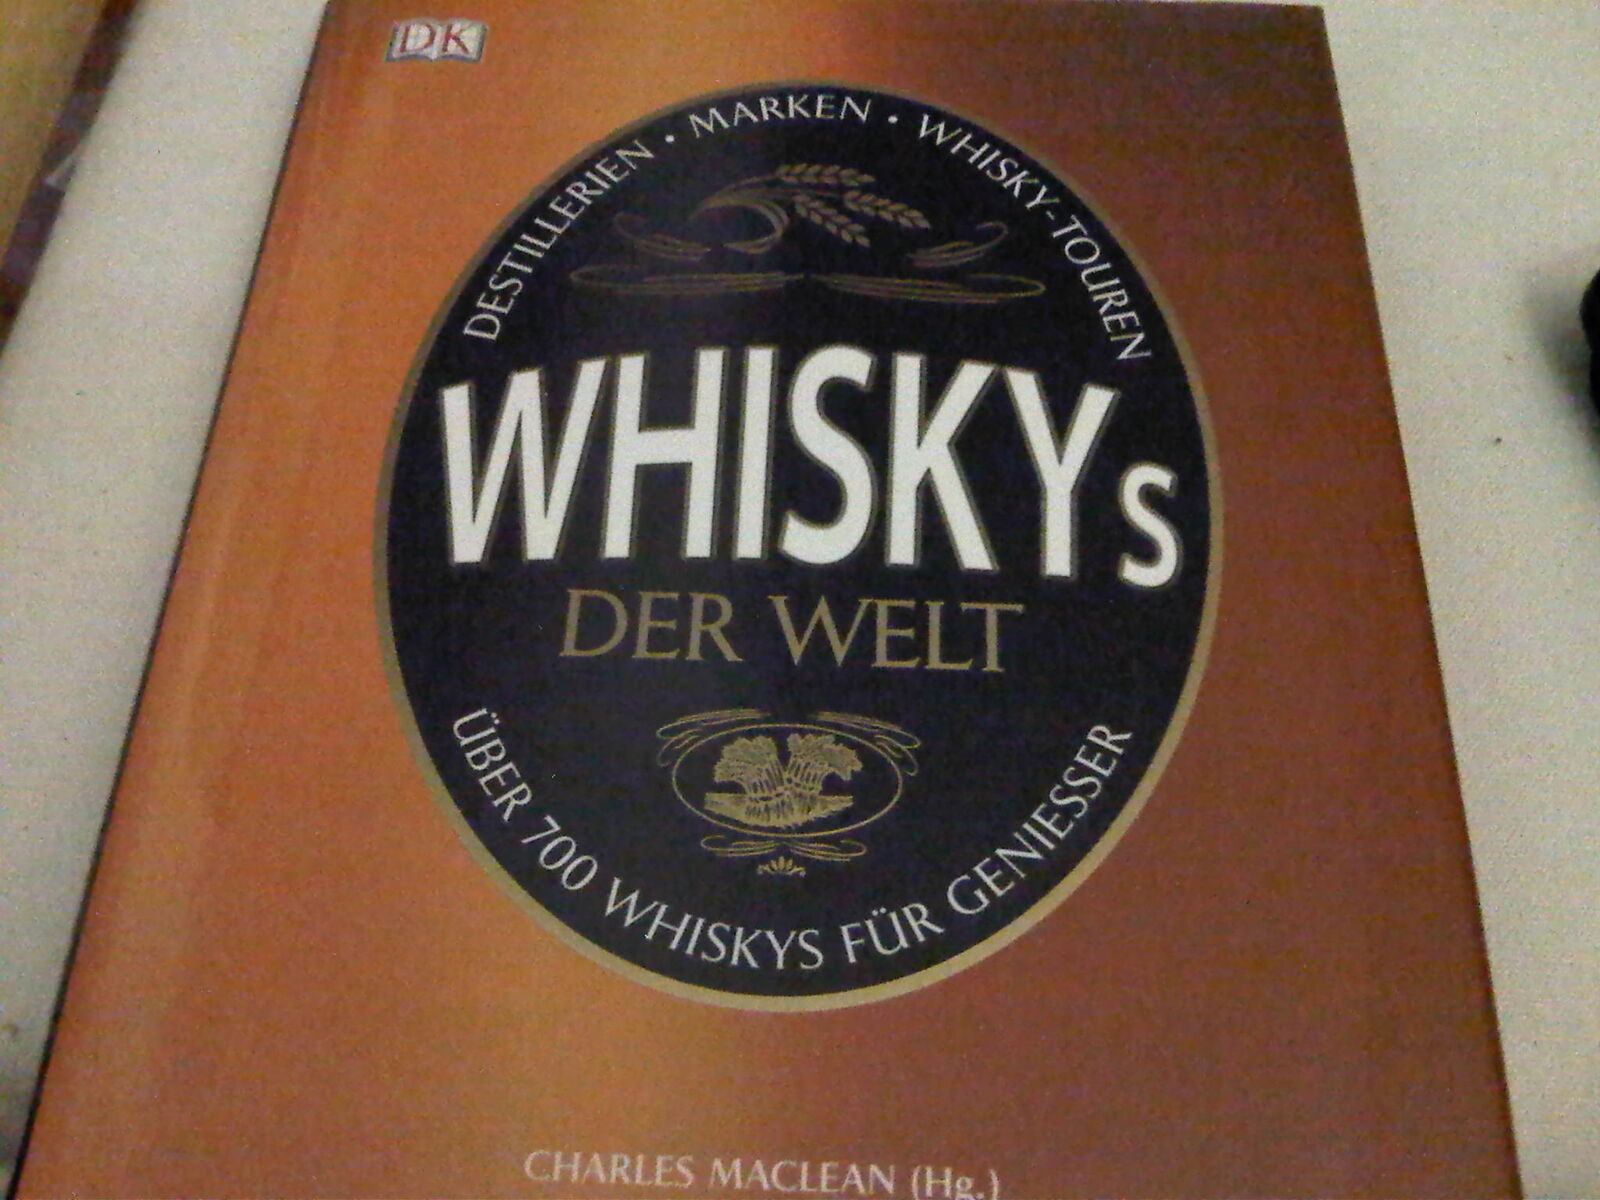 DK
DESTILLERIEN • MARKEN • WHISKY-TOUREN
WHISKYS
DER WELT
ÜBER 700 WHISKYS FÜR GENIESSER
CHARLES MACLEAN (Hg.)